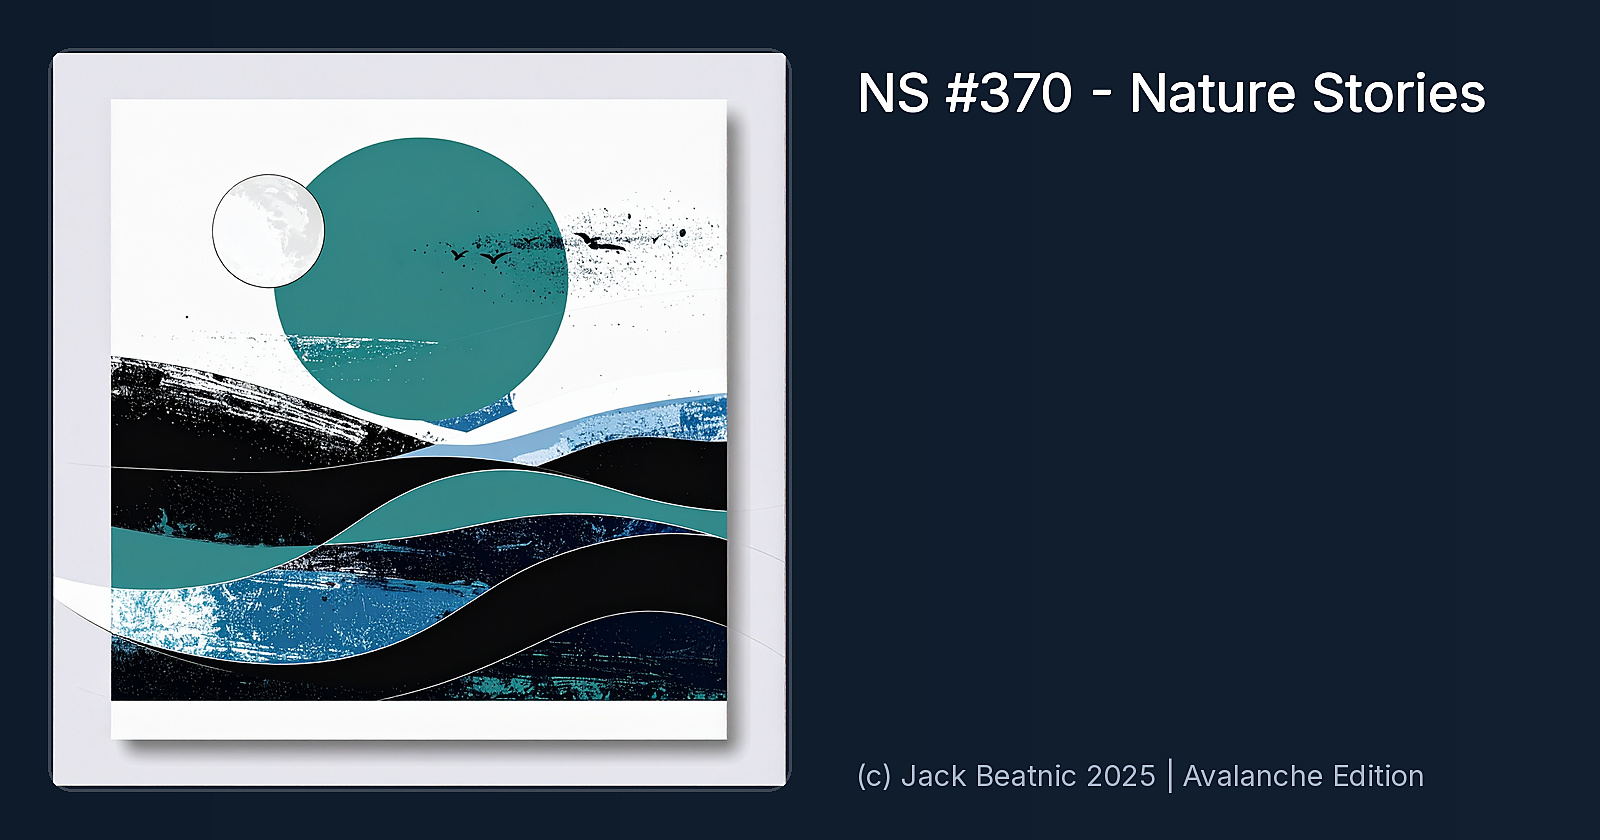 NS #370 - Nature Stories
(c) Jack Beatnic 2025 | Avalanche Edition